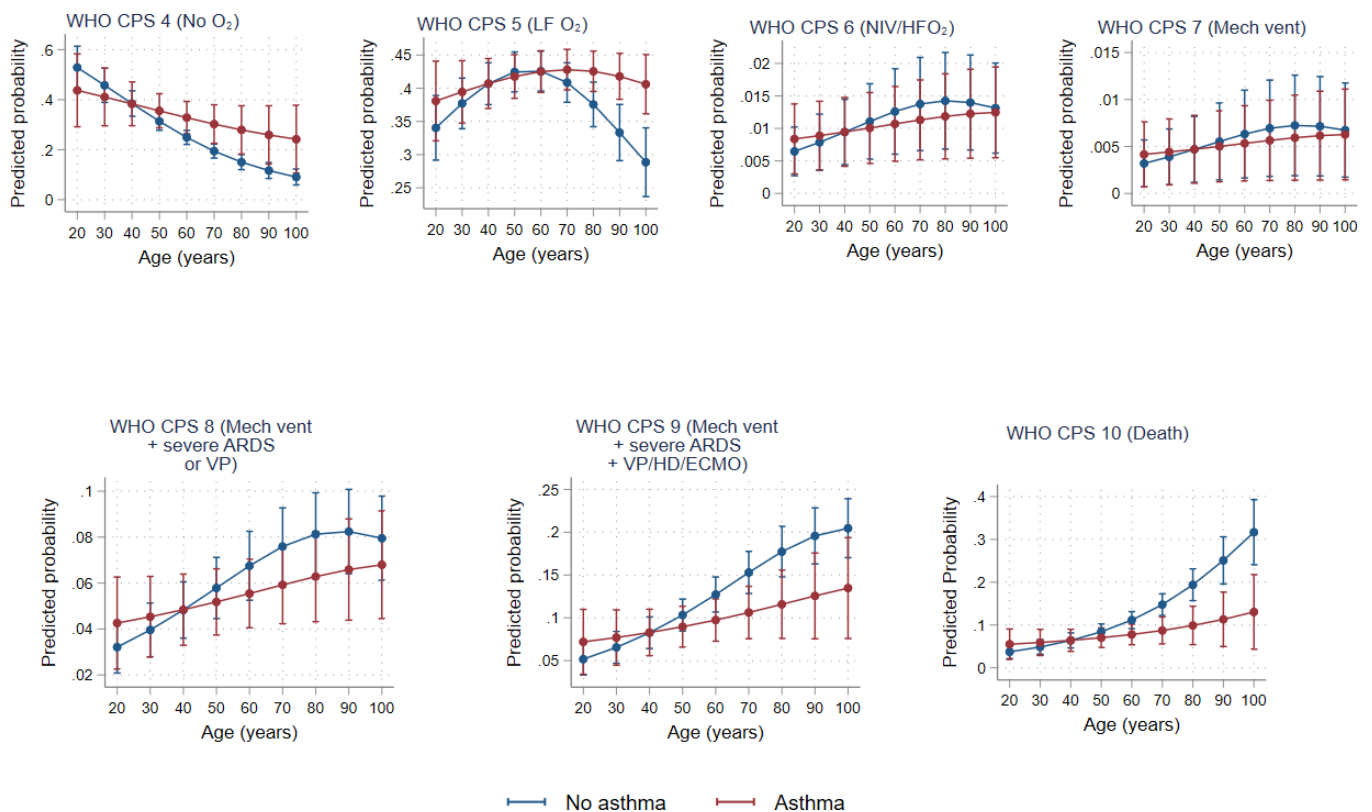 WHO CPS 4 (No O₂)
Predicted probability
.6
.4
.2
0
20 30 40 50 60 70 80 90 100
Age (years)
WHO CPS 5 (LF O₂)
Predicted probability
.45
.4
.35
.3
.25
20 30 40 50 60 70 80 90 100
Age (years)
WHO CPS 6 (NIV/HFO₂)
Predicted probability
.02
.015
.01
.005
0
20 30 40 50 60 70 80 90 100
Age (years)
WHO CPS 7 (Mech vent)
Predicted probability
.015
.01
.005
0
20 30 40 50 60 70 80 90 100
Age (years)
WHO CPS 8 (Mech vent
+ severe ARDS
or VP)
Predicted probability
.1
.08
.06
.04
.02
20 30 40 50 60 70 80 90 100
Age (years)
WHO CPS 9 (Mech vent
+ severe ARDS
+ VP/HD/ECMO)
Predicted probability
.25
.2
.15
.1
.05
20 30 40 50 60 70 80 90 100
Age (years)
WHO CPS 10 (Death)
Predicted Probability
.4
.3
.2
.1
0
20 30 40 50 60 70 80 90 100
Age (years)
No asthma
Asthma